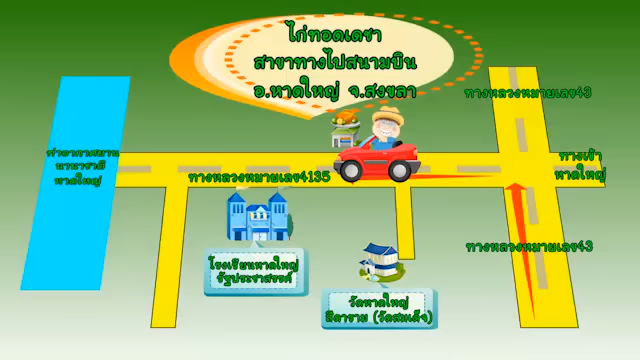 ไก่ทอดเดชา
สาขาทางไปสนามบิน
อ.หาดใหญ่ จ.สงขลา
ทางหลวงหมายเลข43
ท่าอากาศยาน
นานาชาติ
หาดใหญ่
ทางหลวงหมายเลข4135
ทางเข้า
หาดใหญ่
ทางหลวงหมายเลข43
โรงเรียนหาดใหญ่
รัฐประชาสรรค์
วัดหาดใหญ่
สิตาราม (วัดสมเด็จ)